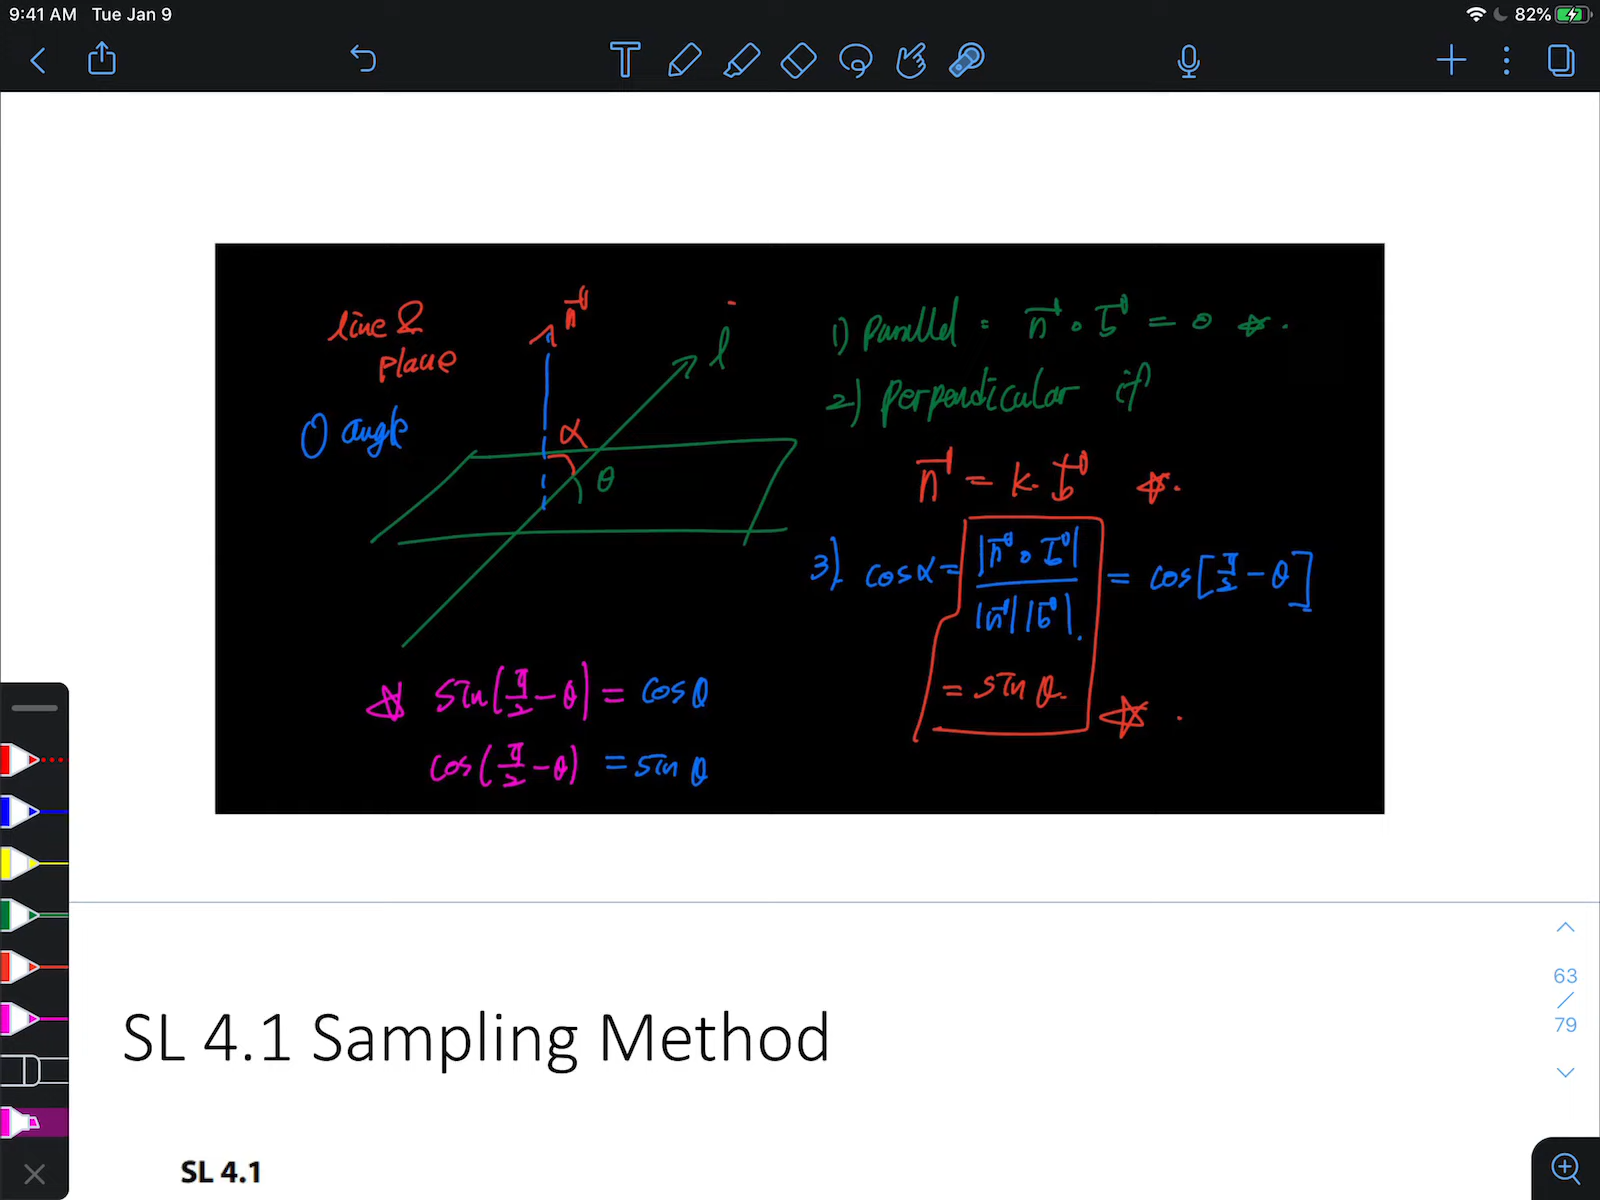 9:41 AM Tue Jan 9
82%
line &
plane
① angle
n⃗
l
α
θ
1) Parallel : n⃗ ∘ b⃗ = 0 ☆.
2) Perpendicular if
n⃗ = k · b⃗ ☆.
3) cos α = |n⃗ ∘ b⃗| / |n⃗| |b⃗| = cos[π/2 − θ]
= sin θ ☆.
☆ sin(π/2 − θ) = cos θ
cos(π/2 − θ) = sin θ
63
/
79
SL 4.1 Sampling Method
SL 4.1